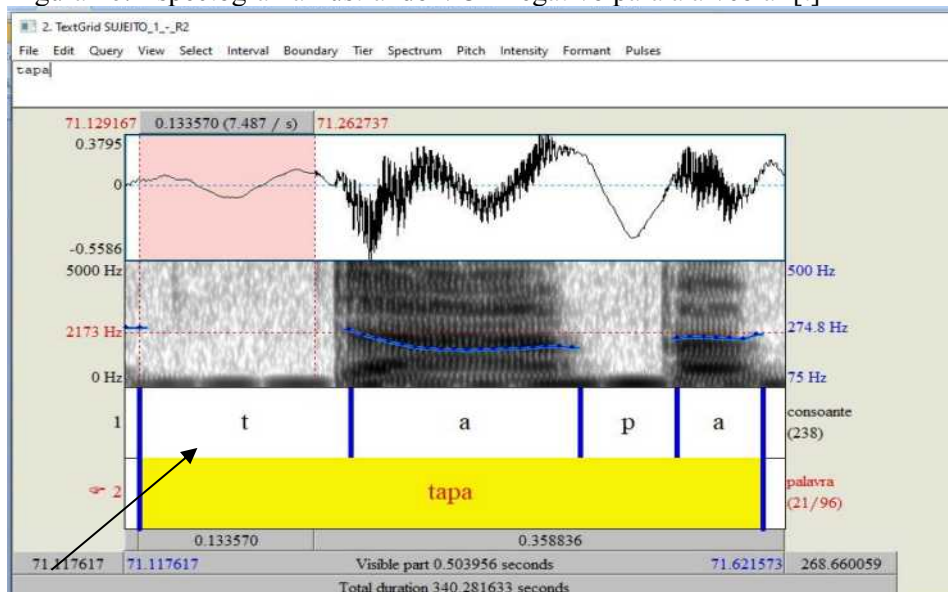 2. TextGrid SUJEITO_1_-_R2
File Edit Query View Select Interval Boundary Tier Spectrum Pitch Intensity Formant Pulses
tapa
71.129167 0.133570 (7.487 / s) 71.262737
0.3795
0
-0.5586
5000 Hz 500 Hz
2173 Hz 274.8 Hz
0 Hz 75 Hz
1 t a p a consoante
(238)
2 tapa palavra
(21/96)
0.133570 0.358836
71.117617 71.117617 Visible part 0.503956 seconds 71.621573 268.660059
Total duration 340.281633 seconds